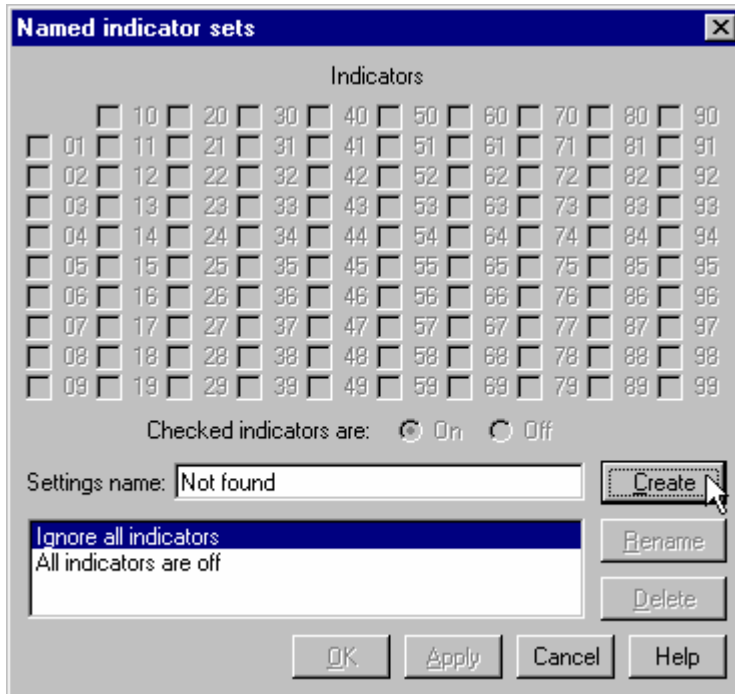 Named indicator sets
Indicators
10 20 30 40 50 60 70 80 90
01 11 21 31 41 51 61 71 81 91
02 12 22 32 42 52 62 72 82 92
03 13 23 33 43 53 63 73 83 93
04 14 24 34 44 54 64 74 84 94
05 15 25 35 45 55 65 75 85 95
06 16 26 36 46 56 66 76 86 96
07 17 27 37 47 57 67 77 87 97
08 18 28 38 48 58 68 78 88 98
09 19 29 39 49 59 69 79 89 99
Checked indicators are: On Off
Settings name: Not found Create
Ignore all indicators Rename
All indicators are off
Delete
OK Apply Cancel Help